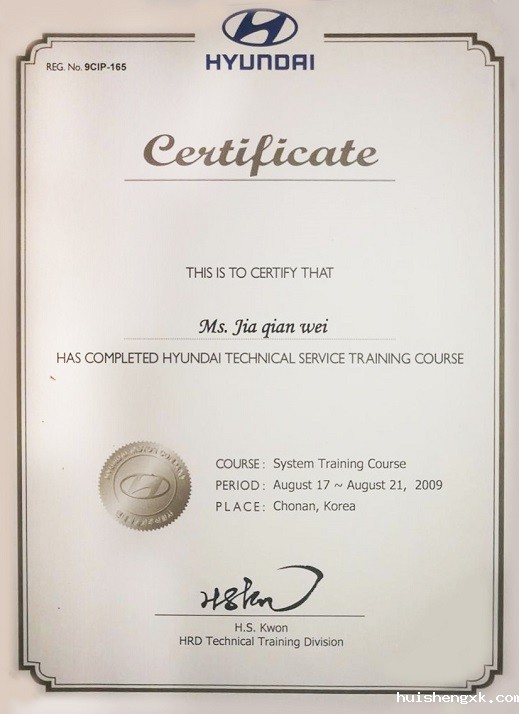 HYUNDAI
REG. No. 9CIP-165
Certificate
THIS IS TO CERTIFY THAT
Ms. Jia qian wei
HAS COMPLETED HYUNDAI TECHNICAL SERVICE TRAINING COURSE
COURSE: System Training Course
PERIOD: August 17 ~ August 21, 2009
PLACE: Chonan, Korea
H.S. Kwon
HRD Technical Training Division
huishengxk.com